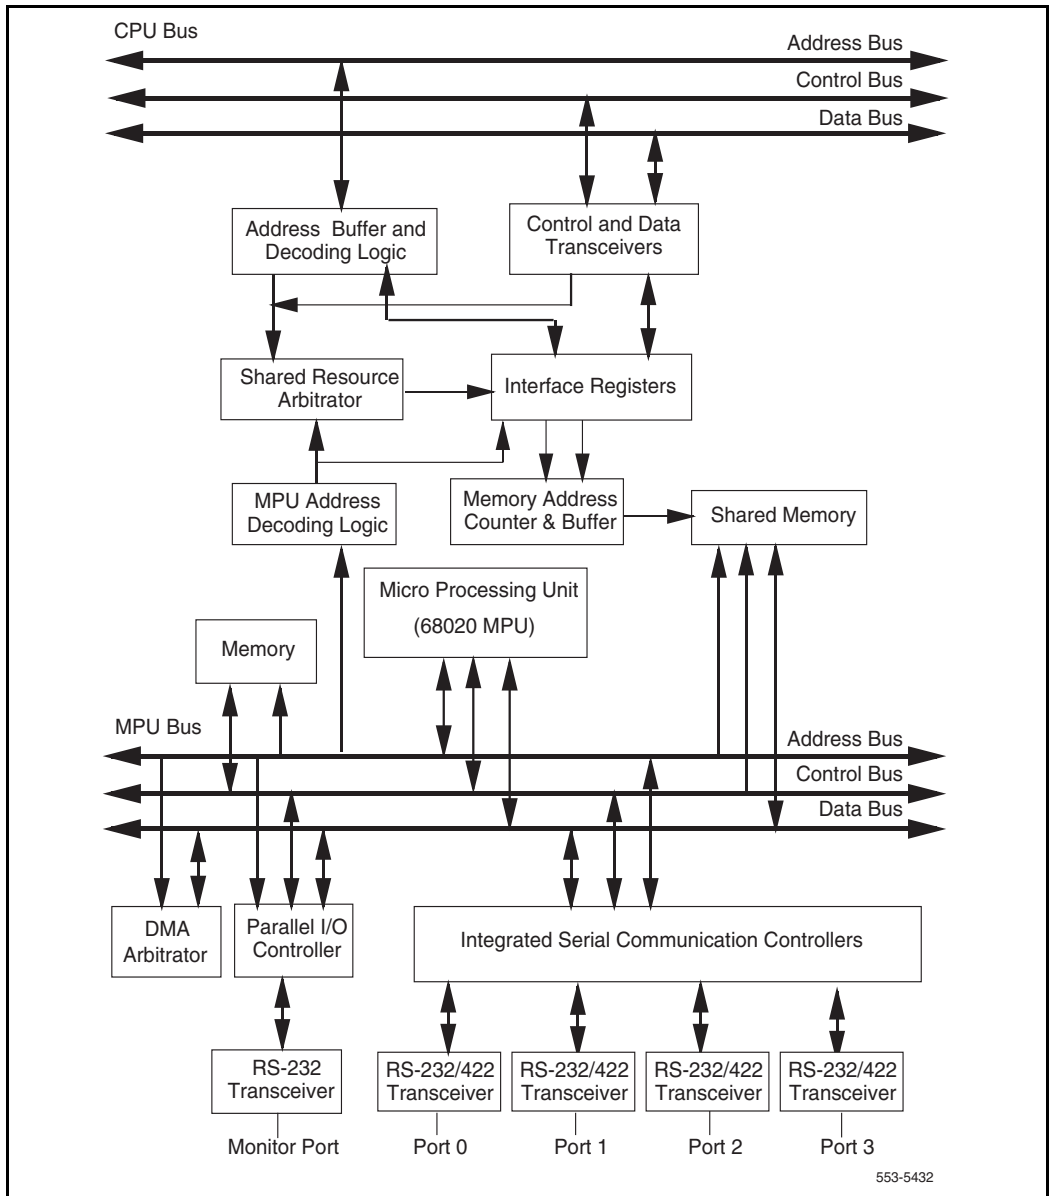 CPU Bus
Address Bus
Control Bus
Data Bus
Address Buffer and
Decoding Logic
Control and Data
Transceivers
Shared Resource
Arbitrator
Interface Registers
MPU Address
Decoding Logic
Memory Address
Counter & Buffer
Shared Memory
Micro Processing Unit
(68020 MPU)
Memory
MPU Bus
Address Bus
Control Bus
Data Bus
DMA
Arbitrator
Parallel I/O
Controller
Integrated Serial Communication Controllers
RS-232
Transceiver
RS-232/422
Transceiver
RS-232/422
Transceiver
RS-232/422
Transceiver
RS-232/422
Transceiver
Monitor Port
Port 0
Port 1
Port 2
Port 3
553-5432